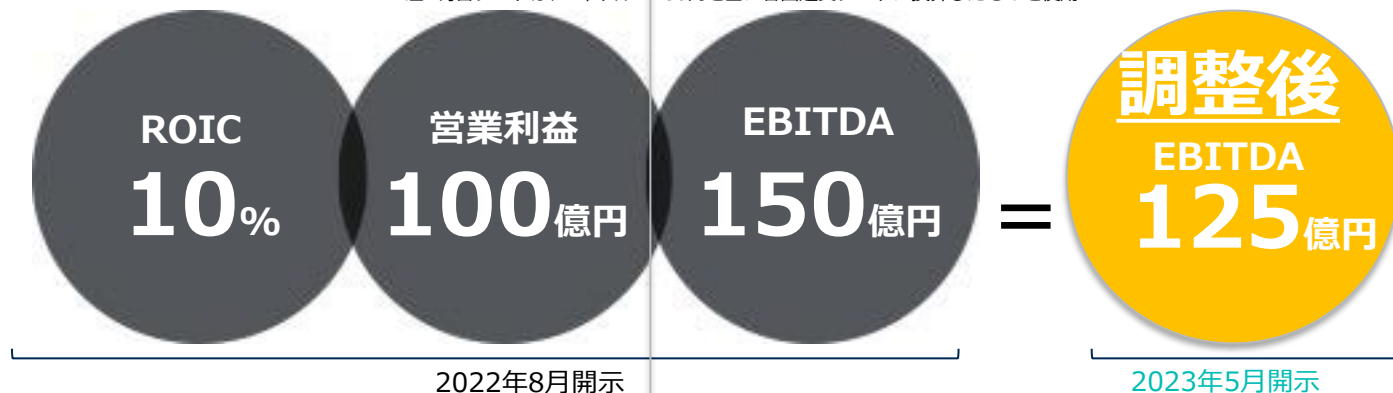 ROIC
10%
営業利益
100億円
EBITDA
150億円
=
調整後
EBITDA
125億円
2022年8月開示
2023年5月開示